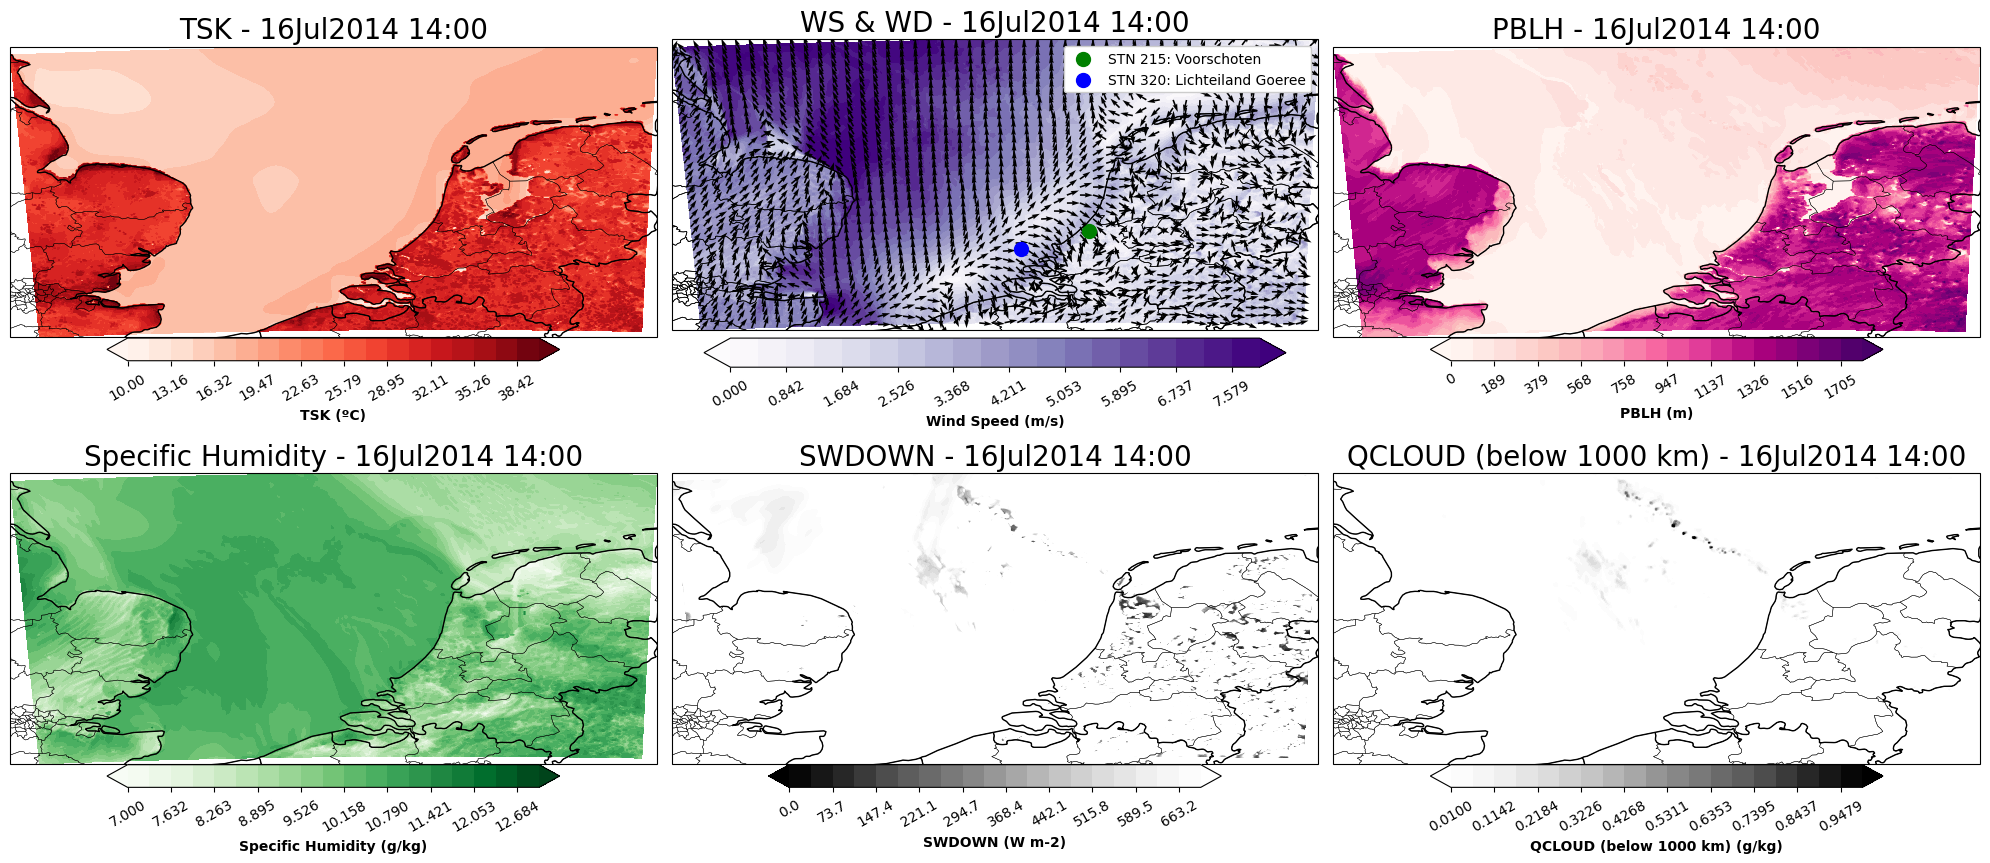 TSK - 16Jul2014 14:00
WS & WD - 16Jul2014 14:00
PBLH - 16Jul2014 14:00
STN 215: Voorschoten
STN 320: Lichteiland Goeree
10.00 13.16 16.32 19.47 22.63 25.79 28.95 32.11 35.26 38.42
TSK (ºC)
0.000 0.842 1.684 2.526 3.368 4.211 5.053 5.895 6.737 7.579
Wind Speed (m/s)
0 189 379 568 758 947 1137 1326 1516 1705
PBLH (m)
Specific Humidity - 16Jul2014 14:00
SWDOWN - 16Jul2014 14:00
QCLOUD (below 1000 km) - 16Jul2014 14:00
7.000 7.632 8.263 8.895 9.526 10.158 10.790 11.421 12.053 12.684
Specific Humidity (g/kg)
0.0 73.7 147.4 221.1 294.7 368.4 442.1 515.8 589.5 663.2
SWDOWN (W m-2)
0.0100 0.1142 0.2184 0.3226 0.4268 0.5311 0.6353 0.7395 0.8437 0.9479
QCLOUD (below 1000 km) (g/kg)